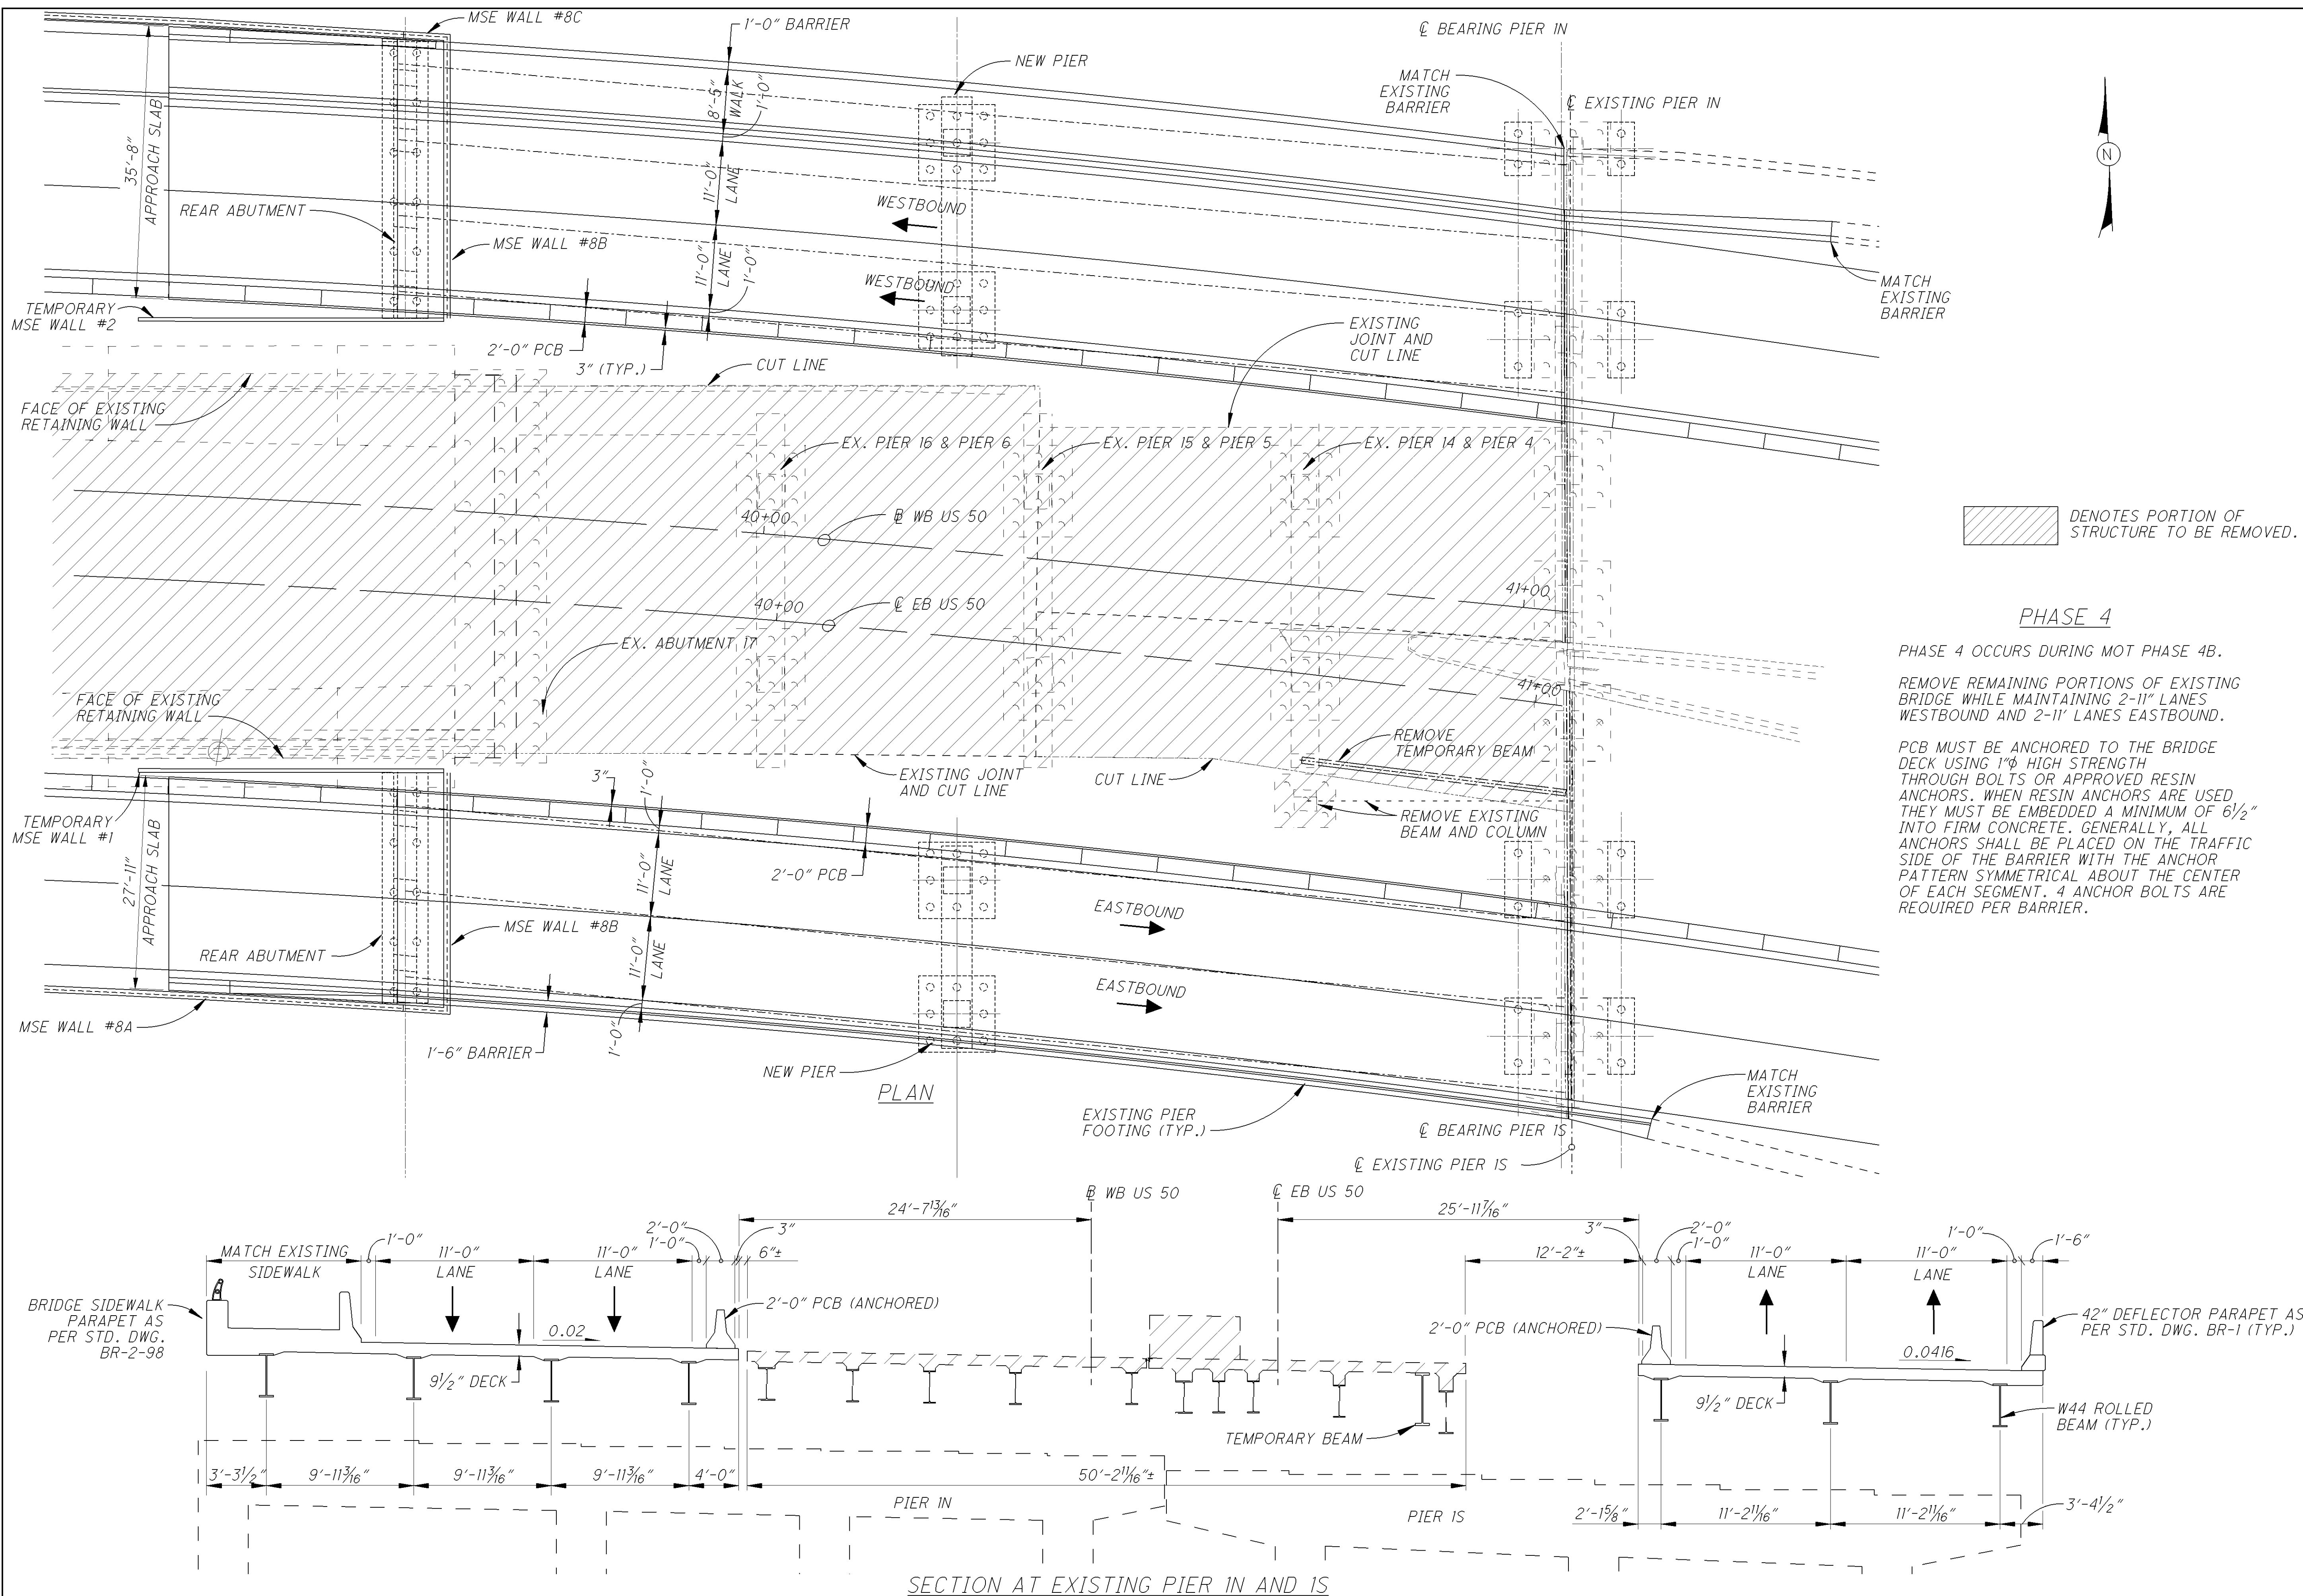 MSE WALL #8C
1'-0" BARRIER
℄ BEARING PIER 1N
NEW PIER
MATCH
EXISTING
BARRIER
℄ EXISTING PIER 1N
8'-5"
WALK
1'-0"
35'-8"
APPROACH SLAB
N
11'-0"
LANE
REAR ABUTMENT
WESTBOUND
MSE WALL #8B
11'-0"
LANE
1'-0"
WESTBOUND
MATCH
EXISTING
BARRIER
TEMPORARY
MSE WALL #2
2'-0" PCB
3" (TYP.)
CUT LINE
EXISTING
JOINT AND
CUT LINE
FACE OF EXISTING
RETAINING WALL
EX. PIER 16 & PIER 6
EX. PIER 15 & PIER 5
EX. PIER 14 & PIER 4
40+00
WB US 50
DENOTES PORTION OF
STRUCTURE TO BE REMOVED.
41+00
40+00
℄ EB US 50
EX. ABUTMENT 17
41+00
FACE OF EXISTING
RETAINING WALL
REMOVE
TEMPORARY BEAM
EXISTING JOINT
AND CUT LINE
CUT LINE
REMOVE EXISTING
BEAM AND COLUMN
PHASE 4
PHASE 4 OCCURS DURING MOT PHASE 4B.
REMOVE REMAINING PORTIONS OF EXISTING
BRIDGE WHILE MAINTAINING 2-11" LANES
WESTBOUND AND 2-11' LANES EASTBOUND.
PCB MUST BE ANCHORED TO THE BRIDGE
DECK USING 1"Ø HIGH STRENGTH
THROUGH BOLTS OR APPROVED RESIN
ANCHORS. WHEN RESIN ANCHORS ARE USED
THEY MUST BE EMBEDDED A MINIMUM OF 6½"
INTO FIRM CONCRETE. GENERALLY, ALL
ANCHORS SHALL BE PLACED ON THE TRAFFIC
SIDE OF THE BARRIER WITH THE ANCHOR
PATTERN SYMMETRICAL ABOUT THE CENTER
OF EACH SEGMENT. 4 ANCHOR BOLTS ARE
REQUIRED PER BARRIER.
3"
1'-0"
TEMPORARY
MSE WALL #1
27'-11"
APPROACH SLAB
11'-0"
LANE
2'-0" PCB
EASTBOUND
MSE WALL #8B
REAR ABUTMENT
11'-0"
LANE
EASTBOUND
MSE WALL #8A
1'-6" BARRIER
1'-0"
NEW PIER
PLAN
EXISTING PIER
FOOTING (TYP.)
MATCH
EXISTING
BARRIER
℄ BEARING PIER 1S
℄ EXISTING PIER 1S
WB US 50
℄ EB US 50
24'-7 13/16"
25'-11 7/16"
MATCH EXISTING
SIDEWALK
1'-0"
11'-0"
LANE
11'-0"
LANE
2'-0"
1'-0"
3"
6"±
12'-2"±
3"
2'-0"
1'-0"
11'-0"
LANE
11'-0"
LANE
1'-0"
1'-6"
BRIDGE SIDEWALK
PARAPET AS
PER STD. DWG.
BR-2-98
2'-0" PCB (ANCHORED)
0.02
9½" DECK
2'-0" PCB (ANCHORED)
42" DEFLECTOR PARAPET AS
PER STD. DWG. BR-1 (TYP.)
0.0416
9½" DECK
W44 ROLLED
BEAM (TYP.)
TEMPORARY BEAM
3'-3½"
9'-11 3/16"
9'-11 3/16"
9'-11 3/16"
4'-0"
50'-2 11/16"±
PIER 1N
PIER 1S
2'-1 5/8"
11'-2 11/16"
11'-2 11/16"
3'-4½"
SECTION AT EXISTING PIER 1N AND 1S